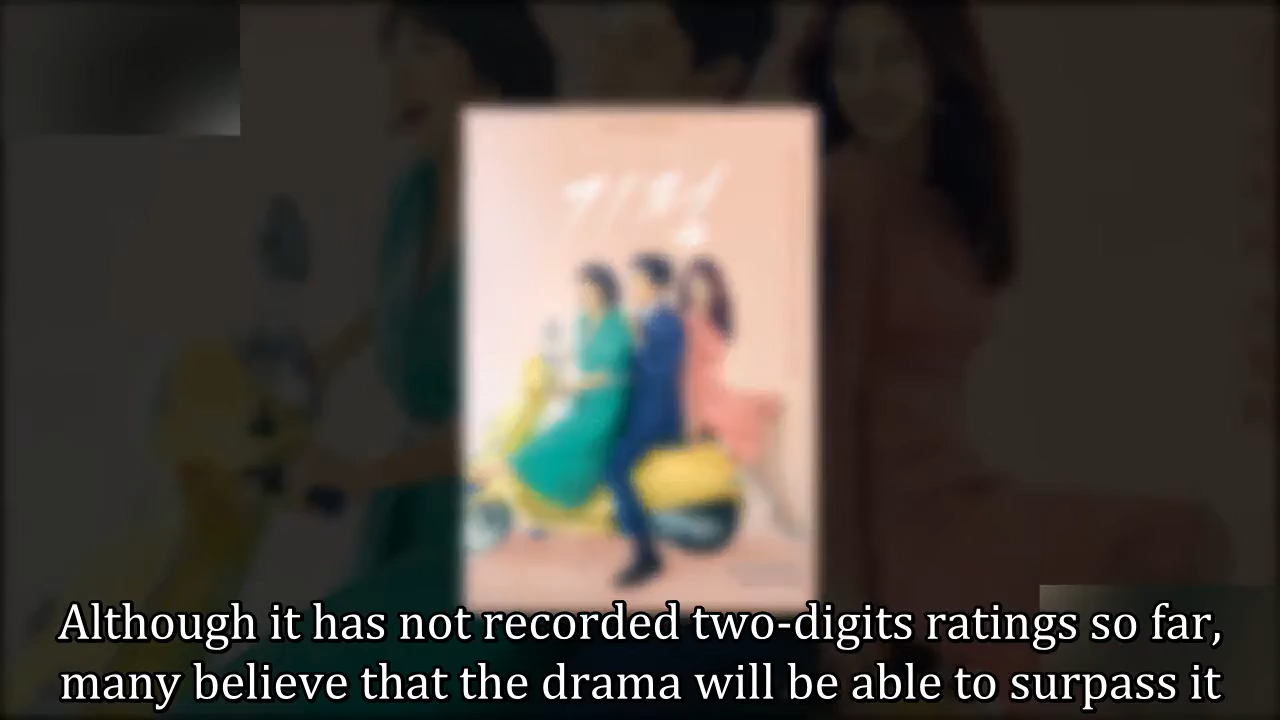 Although it has not recorded two-digits ratings so far,
many believe that the drama will be able to surpass it